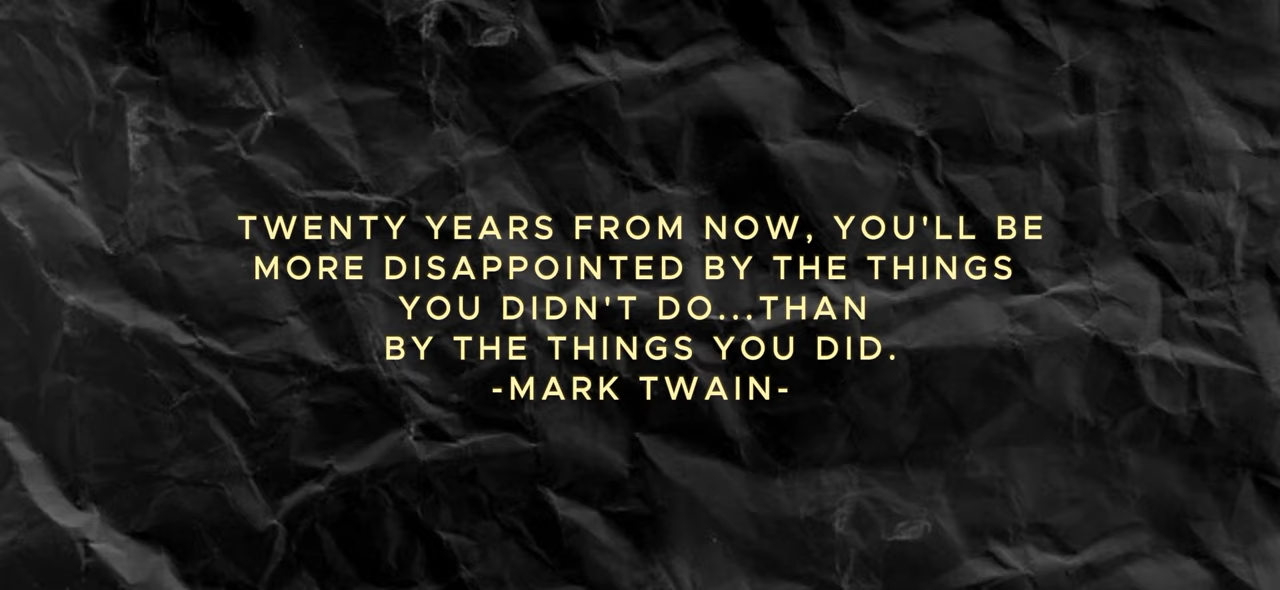 TWENTY YEARS FROM NOW, YOU'LL BE
MORE DISAPPOINTED BY THE THINGS
YOU DIDN'T DO...THAN
BY THE THINGS YOU DID.
-MARK TWAIN-